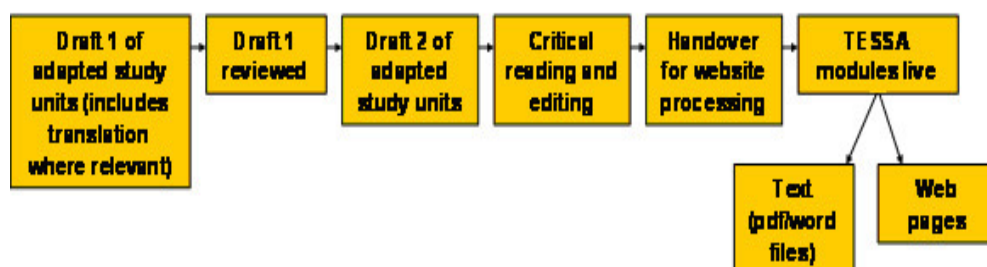 Draft 1 of
adapted study
units (includes
translation
where relevant)
Draft 1
reviewed
Draft 2 of
adapted
study units
Critical
reading and
editing
Handover
for website
processing
TESSA
modules live
Text
(pdf/word
files)
Web
pages